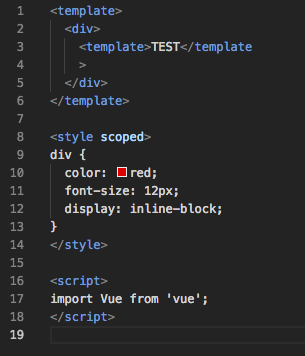 1 <template>
2   <div>
3     <template>TEST</template
4     >
5   </div>
6 </template>
7
8 <style scoped>
9 div {
10   color: red;
11   font-size: 12px;
12   display: inline-block;
13 }
14 </style>
15
16 <script>
17 import Vue from 'vue';
18 </script>
19